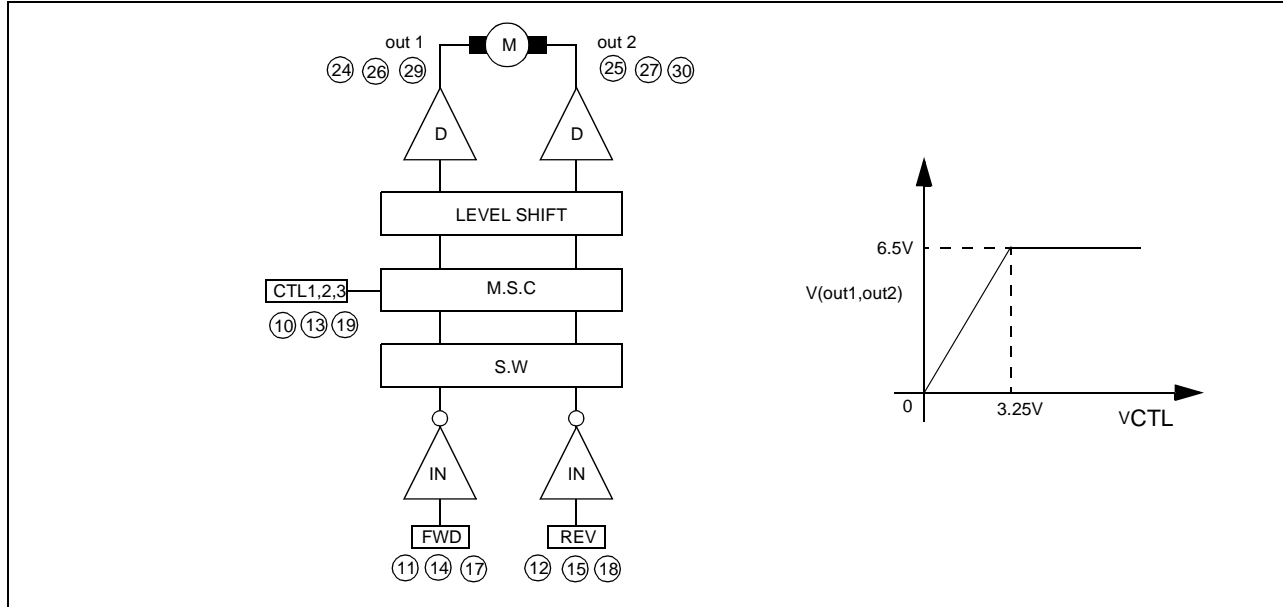 out 1
M
out 2
24 26 29
25 27 30
D
D
LEVEL SHIFT
CTL1,2,3
M.S.C
10 13 19
S.W
IN
IN
FWD
REV
11 14 17
12 15 18
6.5V
V(out1,out2)
0
3.25V
VCTL